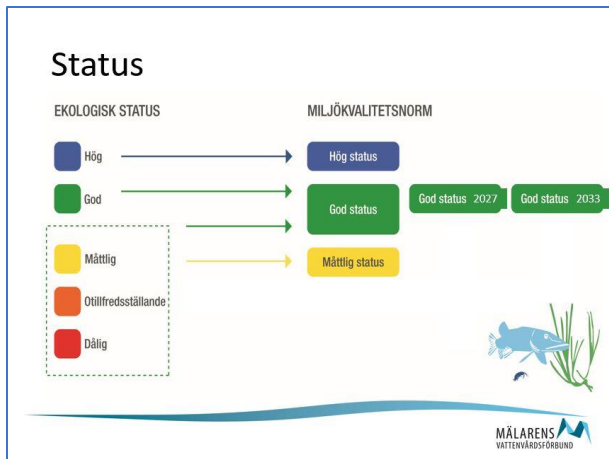 Status
EKOLOGISK STATUS
MILJÖKVALITETSNORM
Hög
Hög status
God
God status
God status 2027
God status 2033
Måttlig
Måttlig status
Otillfredsställande
Dålig
MÄLARENS
VATTENVÅRDSFÖRBUND